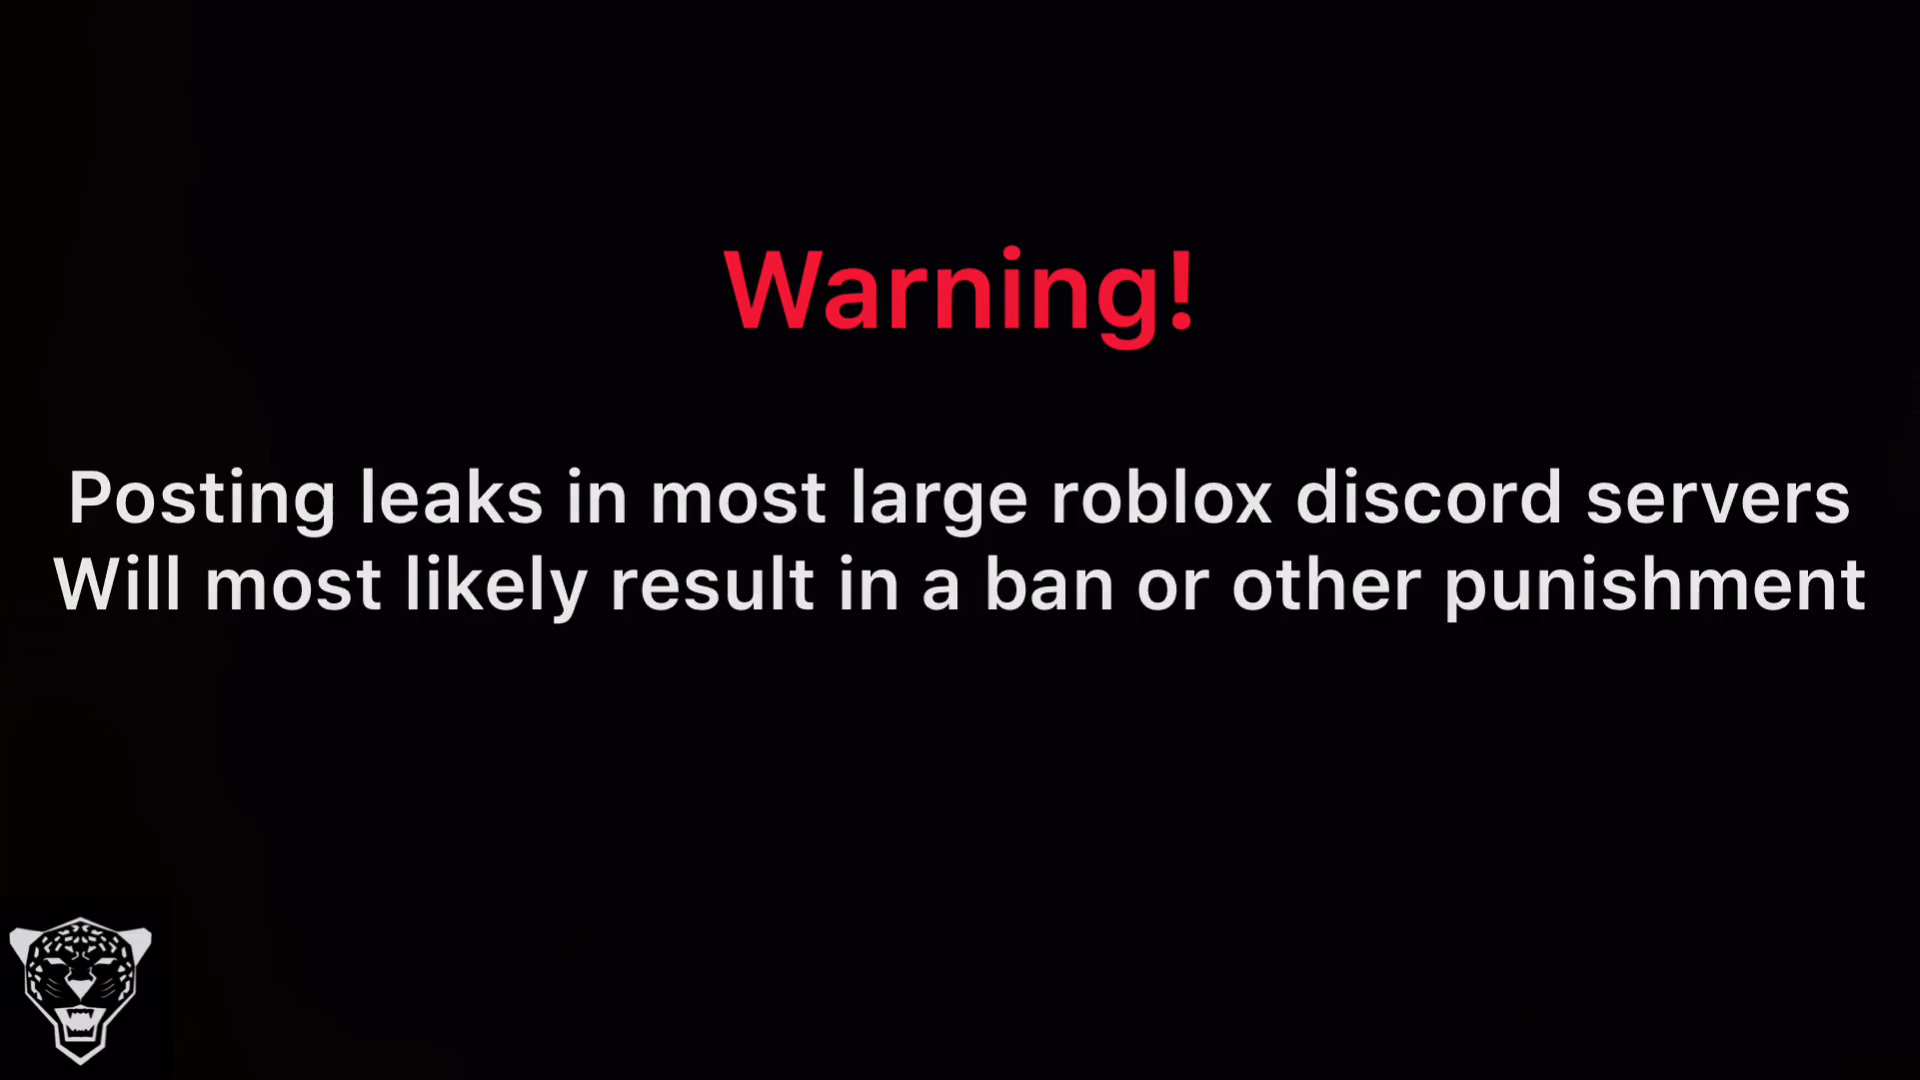 Warning!
Posting leaks in most large roblox discord servers
Will most likely result in a ban or other punishment